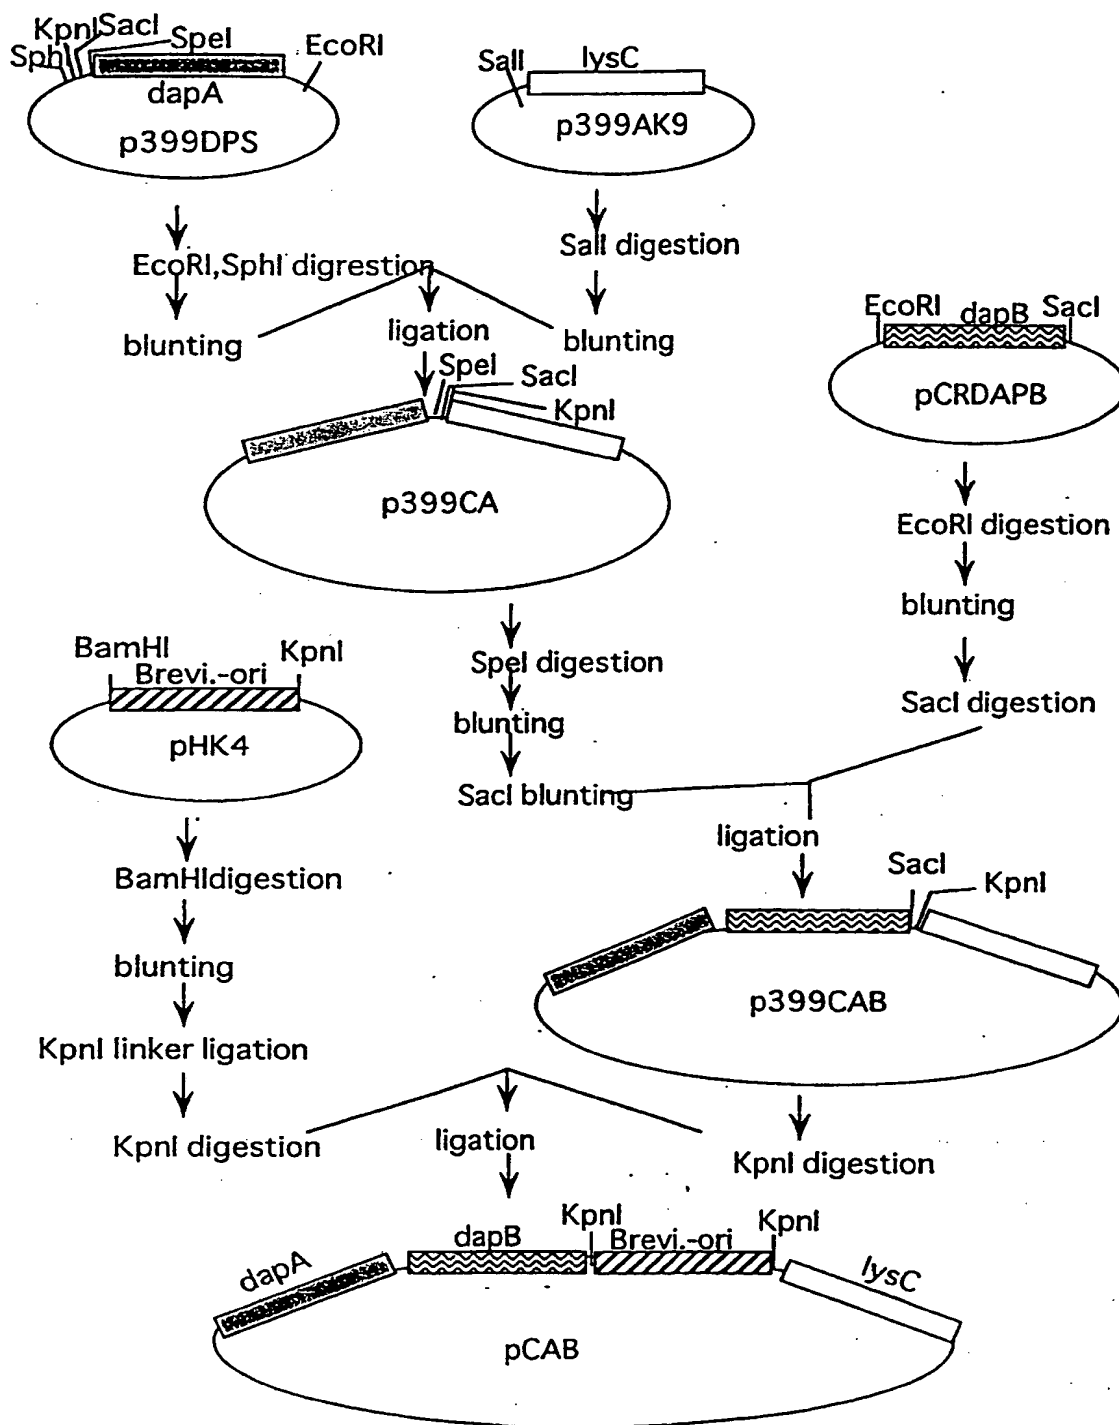 KpnI
SacI
SphI
SpeI
EcoRI
dapA
p399DPS
SalI
lysC
p399AK9
EcoRI,SphI digrestion
blunting
SalI digestion
blunting
ligation
SpeI
SacI
KpnI
p399CA
EcoRI
dapB
SacI
pCRDAPB
EcoRI digestion
blunting
SacI digestion
SpeI digestion
blunting
SacI blunting
ligation
BamHI
Brevi.-ori
KpnI
pHK4
BamHIdigestion
blunting
KpnI linker ligation
KpnI digestion
SacI
KpnI
p399CAB
KpnI digestion
ligation
dapA
dapB
KpnI
Brevi.-ori
KpnI
lysC
pCAB